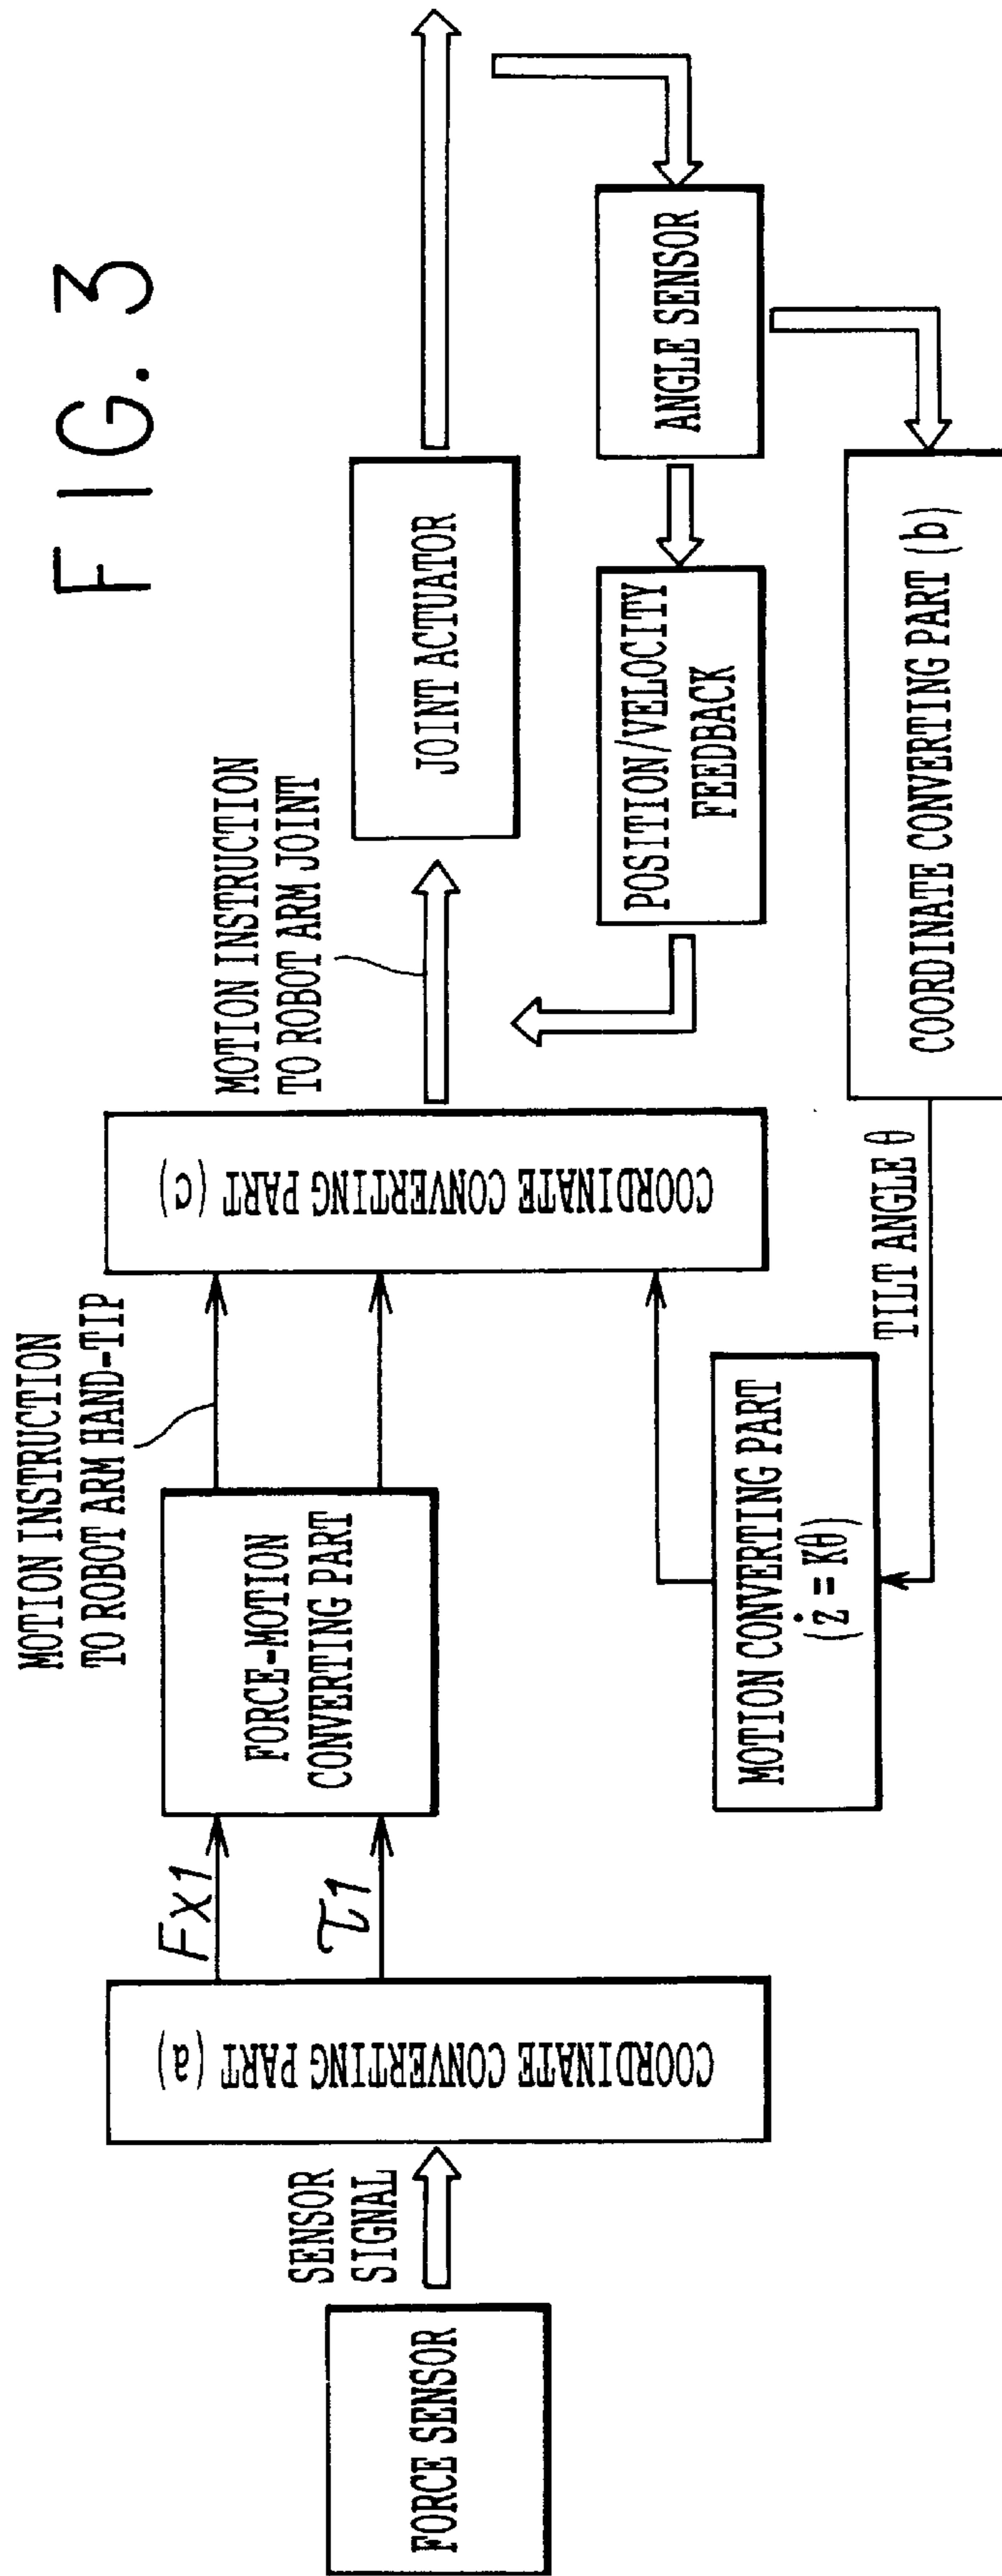 FIG. 3
MOTION INSTRUCTION
TO ROBOT ARM HAND-TIP
MOTION INSTRUCTION
TO ROBOT ARM JOINT
FORCE SENSOR
SENSOR
SIGNAL
COORDINATE CONVERTING PART (a)
Fx1
τ1
FORCE-MOTION
CONVERTING PART
COORDINATE CONVERTING PART (c)
JOINT ACTUATOR
ANGLE SENSOR
POSITION/VELOCITY
FEEDBACK
COORDINATE CONVERTING PART (b)
TILT ANGLE θ
MOTION CONVERTING PART
(ż = Kθ)